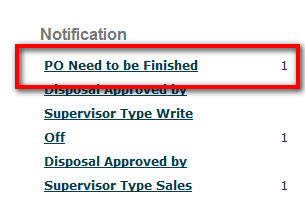 Notification
PO Need to be Finished 1
Disposal Approved by
Supervisor Type Write
Off 1
Disposal Approved by
Supervisor Type Sales 1